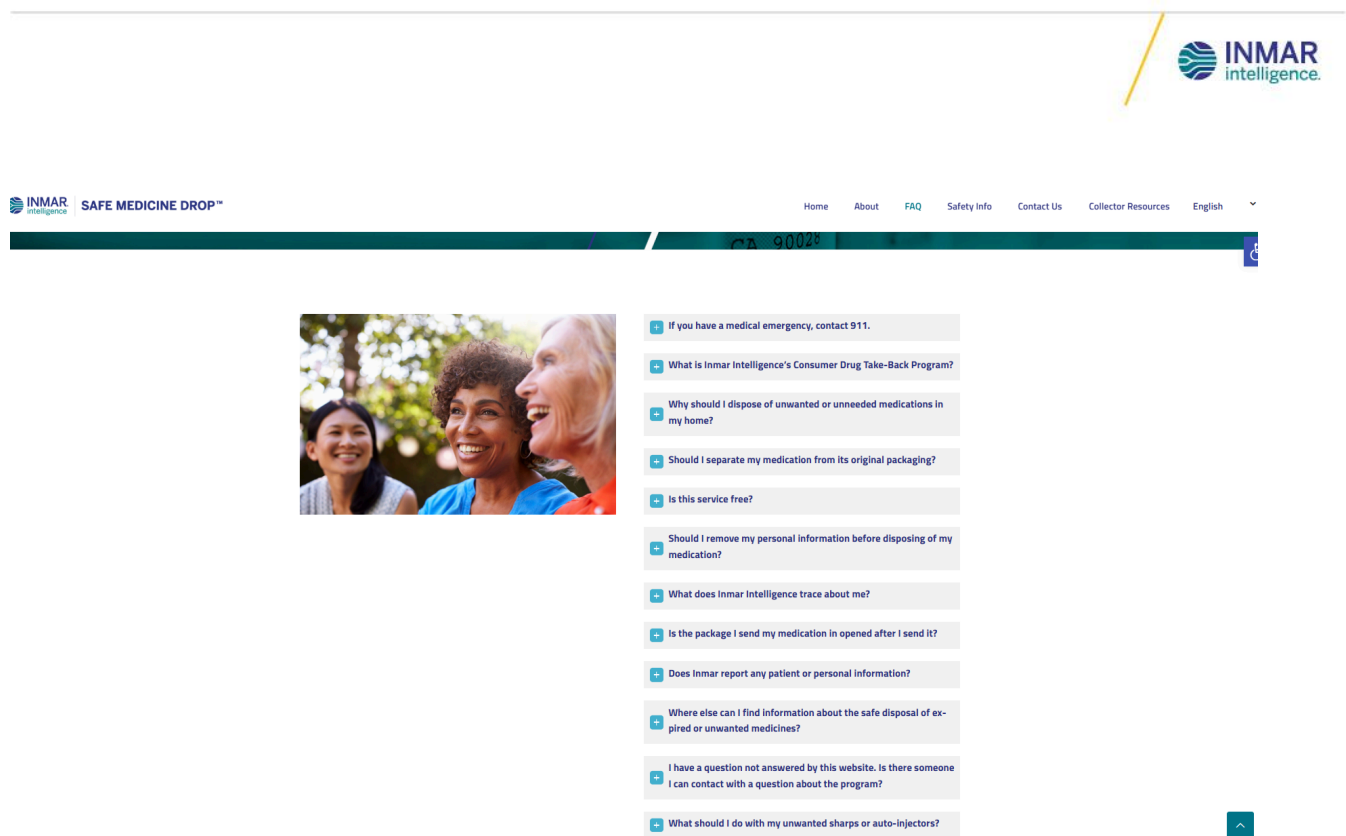 INMAR
intelligence.
INMAR
intelligence
SAFE MEDICINE DROP™
Home About FAQ Safety Info Contact Us Collector Resources English
CA 90028
If you have a medical emergency, contact 911.
What is Inmar Intelligence's Consumer Drug Take-Back Program?
Why should I dispose of unwanted or unneeded medications in
my home?
Should I separate my medication from its original packaging?
Is this service free?
Should I remove my personal information before disposing of my
medication?
What does Inmar Intelligence trace about me?
Is the package I send my medication in opened after I send it?
Does Inmar report any patient or personal information?
Where else can I find information about the safe disposal of ex-
pired or unwanted medicines?
I have a question not answered by this website. Is there someone
I can contact with a question about the program?
What should I do with my unwanted sharps or auto-injectors?